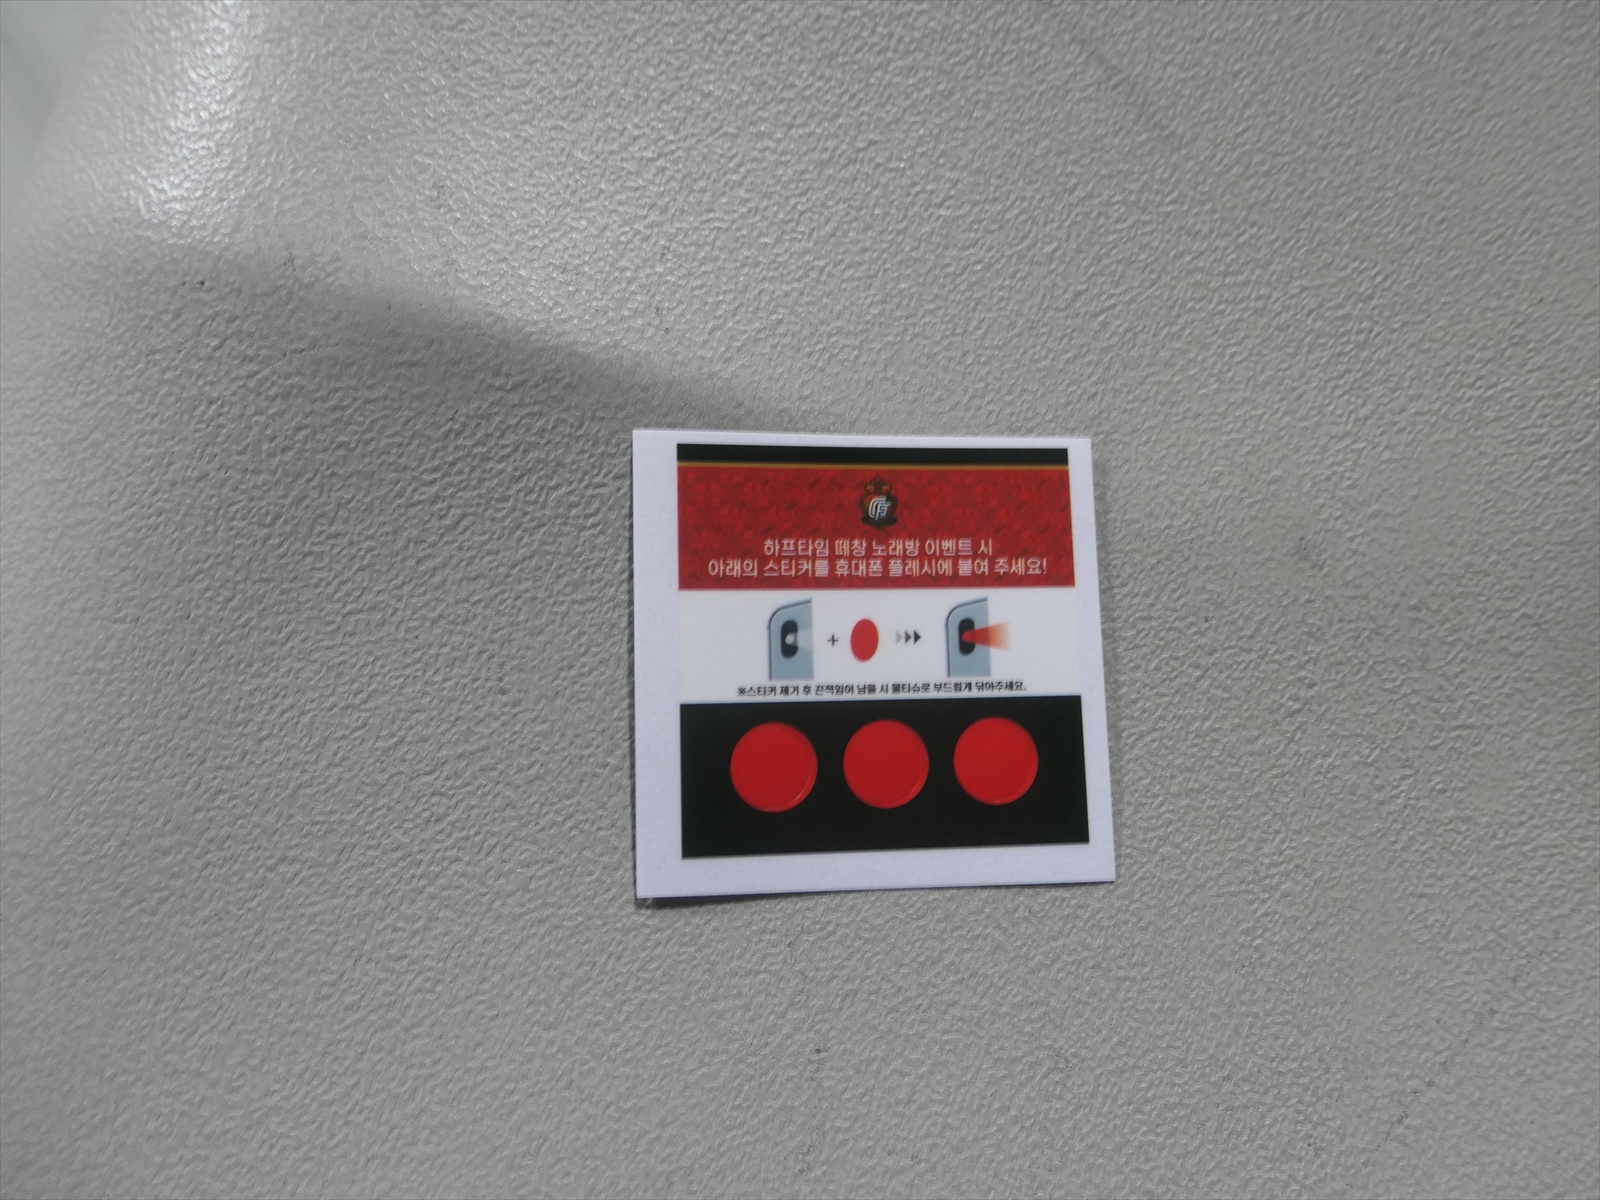 하프타임 떼창 노래방 이벤트 시
아래의 스티커를 휴대폰 플레시에 붙여 주세요!
+
※스티커 제거 후 끈적임이 남을 시 물티슈로 부드럽게 닦아주세요.